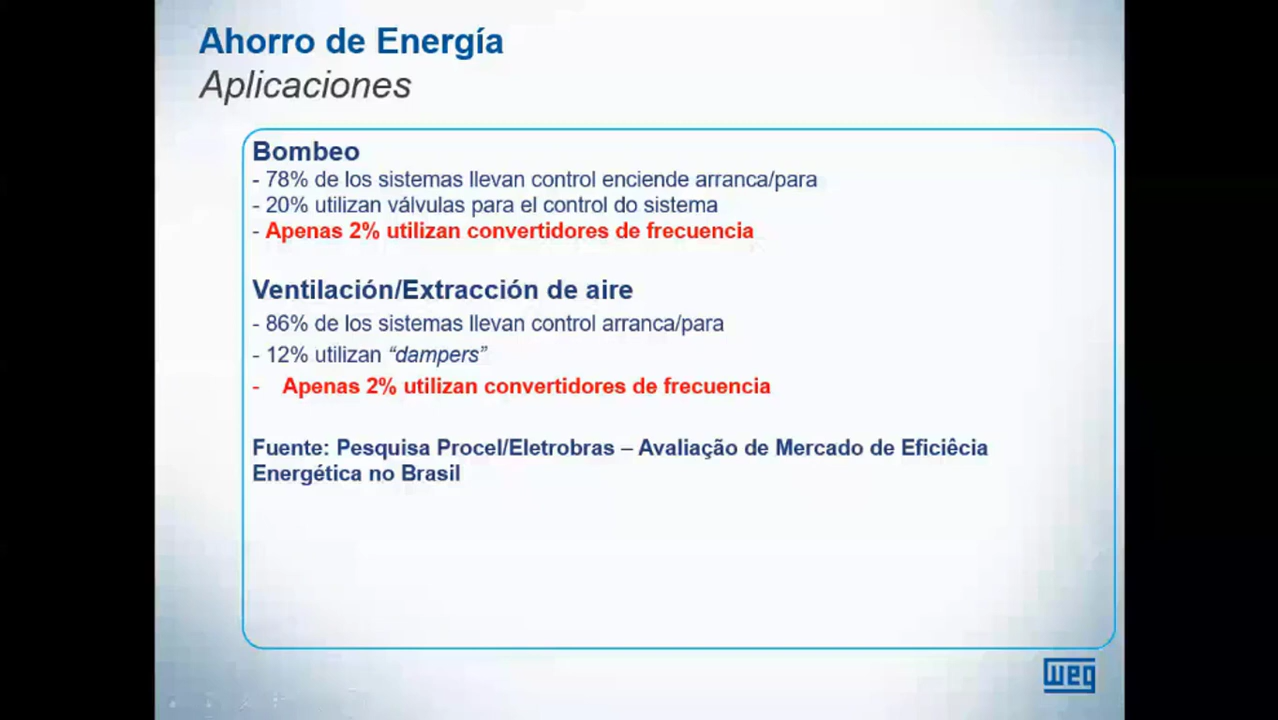 Ahorro de Energía
Aplicaciones
Bombeo
- 78% de los sistemas llevan control enciende arranca/para
- 20% utilizan válvulas para el control do sistema
- Apenas 2% utilizan convertidores de frecuencia
Ventilación/Extracción de aire
- 86% de los sistemas llevan control arranca/para
- 12% utilizan “dampers”
- Apenas 2% utilizan convertidores de frecuencia
Fuente: Pesquisa Procel/Eletrobras – Avaliação de Mercado de Eficiêcia
Energética no Brasil
weg